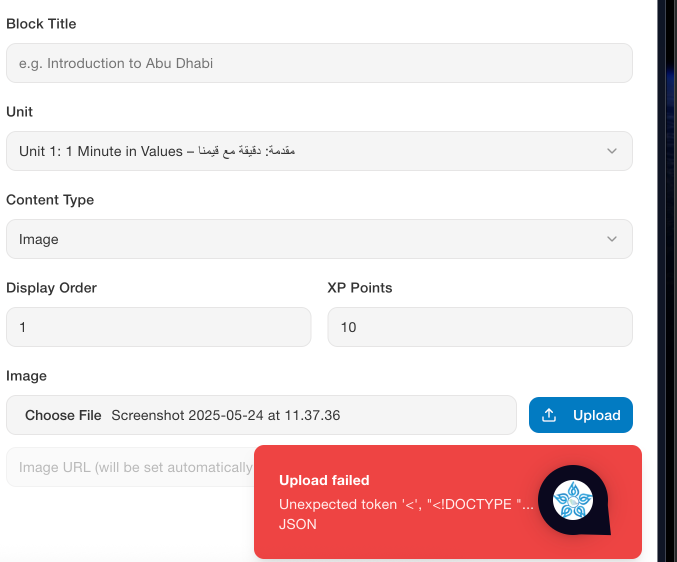 Block Title
e.g. Introduction to Abu Dhabi
Unit
Unit 1: 1 Minute in Values – مقدمة: دقيقة مع قيمنا
Content Type
Image
Display Order
XP Points
1
10
Image
Choose File Screenshot 2025-05-24 at 11.37.36
Upload
Image URL (will be set automatically
Upload failed
Unexpected token '<', "<!DOCTYPE "...
JSON